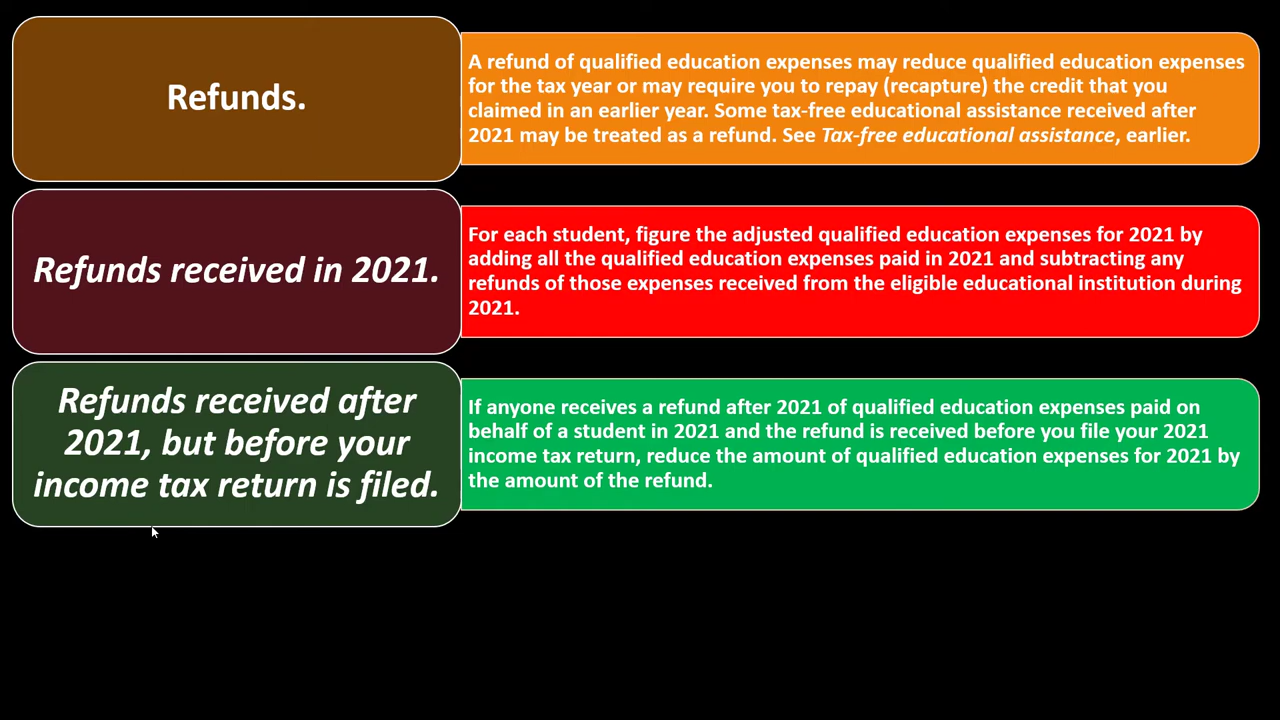 Refunds.
A refund of qualified education expenses may reduce qualified education expenses
for the tax year or may require you to repay (recapture) the credit that you
claimed in an earlier year. Some tax-free educational assistance received after
2021 may be treated as a refund. See Tax-free educational assistance, earlier.
Refunds received in 2021.
For each student, figure the adjusted qualified education expenses for 2021 by
adding all the qualified education expenses paid in 2021 and subtracting any
refunds of those expenses received from the eligible educational institution during
2021.
Refunds received after
2021, but before your
income tax return is filed.
If anyone receives a refund after 2021 of qualified education expenses paid on
behalf of a student in 2021 and the refund is received before you file your 2021
income tax return, reduce the amount of qualified education expenses for 2021 by
the amount of the refund.